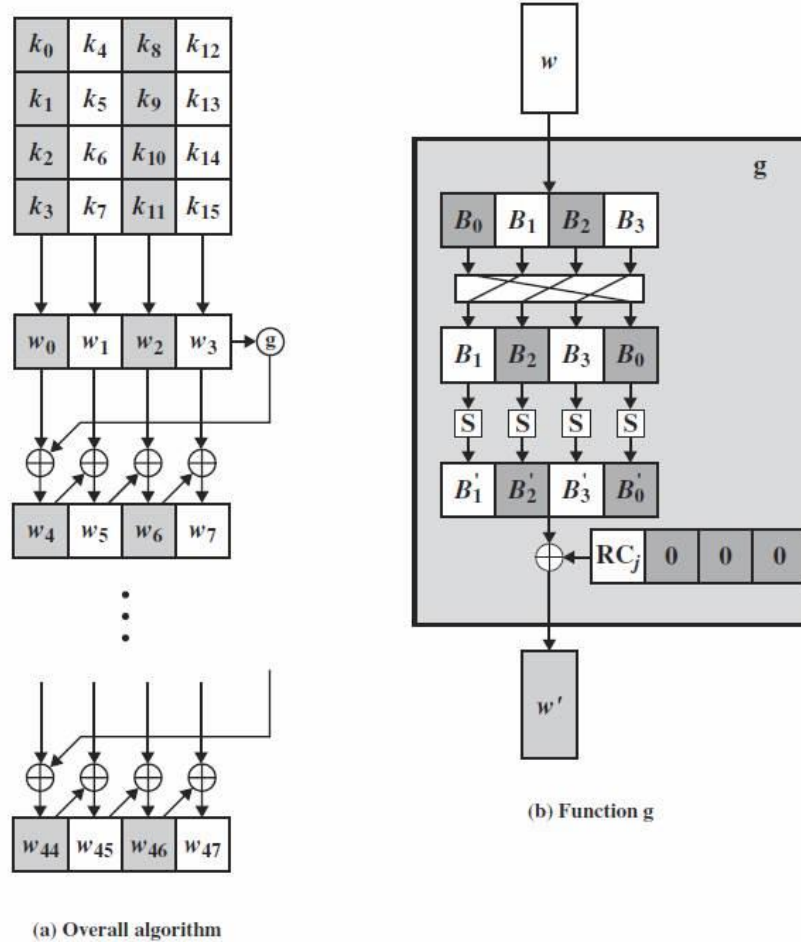 k0 k4 k8 k12
k1 k5 k9 k13
k2 k6 k10 k14
k3 k7 k11 k15
w0 w1 w2 w3 g
w4 w5 w6 w7
w44 w45 w46 w47
(a) Overall algorithm
w
g
B0 B1 B2 B3
B1 B2 B3 B0
S S S S
B'1 B'2 B'3 B'0
RCj 0 0 0
w'
(b) Function g